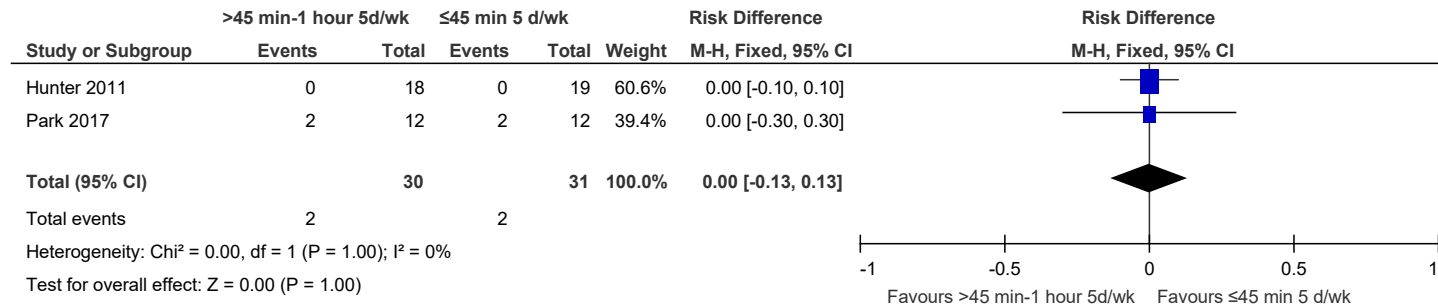 >45 min-1 hour 5d/wk ≤45 min 5 d/wk Risk Difference Risk Difference
Study or Subgroup Events Total Events Total Weight M-H, Fixed, 95% CI M-H, Fixed, 95% CI
Hunter 2011 0 18 0 19 60.6% 0.00 [-0.10, 0.10]
Park 2017 2 12 2 12 39.4% 0.00 [-0.30, 0.30]
Total (95% CI) 30 31 100.0% 0.00 [-0.13, 0.13]
Total events 2 2
Heterogeneity: Chi² = 0.00, df = 1 (P = 1.00); I² = 0%
Test for overall effect: Z = 0.00 (P = 1.00)
-1 -0.5 0 0.5 1
Favours >45 min-1 hour 5d/wk Favours ≤45 min 5 d/wk